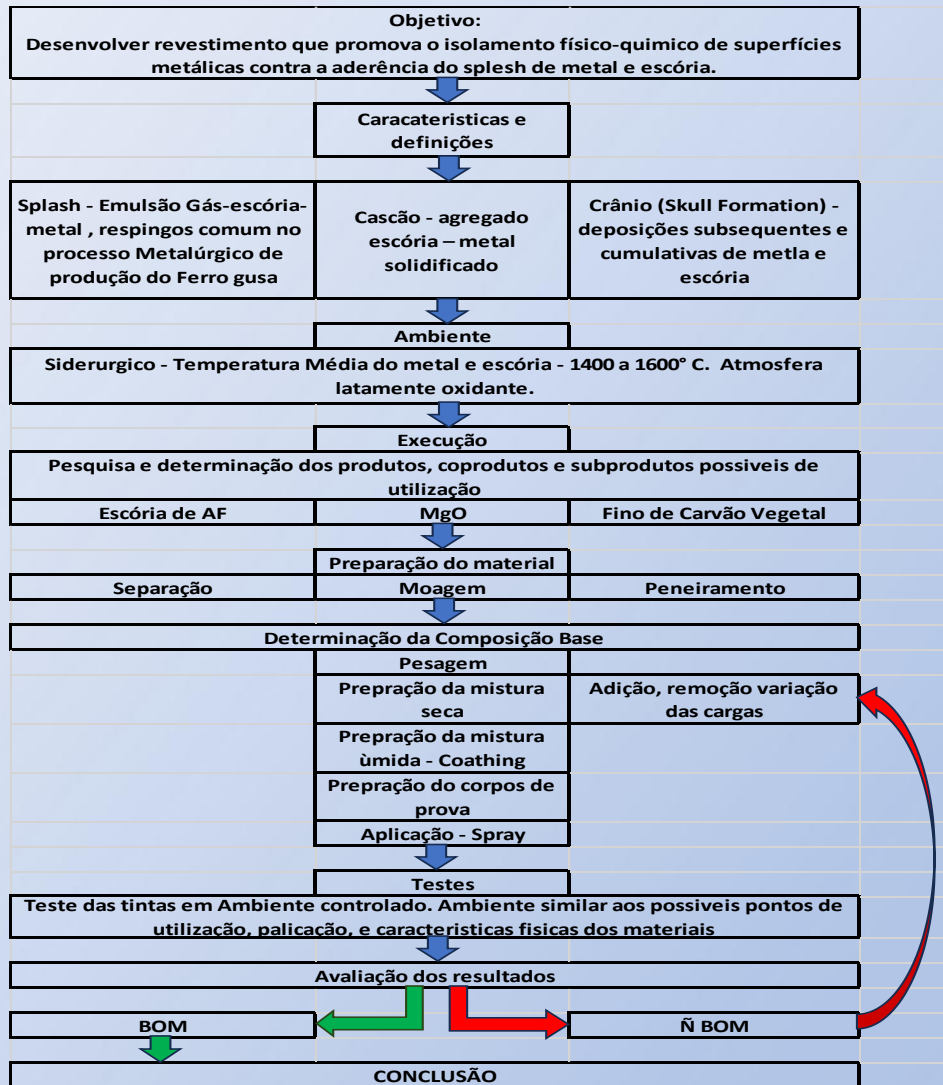 Objetivo:
Desenvolver revestimento que promova o isolamento físico-quimico de superfícies
metálicas contra a aderência do splesh de metal e escória.
Caracateristicas e
definições
Splash - Emulsão Gás-escória-
metal , respingos comum no
processo Metalúrgico de
produção do Ferro gusa
Cascão - agregado
escória – metal
solidificado
Crânio (Skull Formation) -
deposições subsequentes e
cumulativas de metla e
escória
Ambiente
Siderurgico - Temperatura Média do metal e escória - 1400 a 1600° C.  Atmosfera
latamente oxidante.
Execução
Pesquisa e determinação dos produtos, coprodutos e subprodutos possiveis de
utilização
Escória de AF
MgO
Fino de Carvão Vegetal
Preparação do material
Separação
Moagem
Peneiramento
Determinação da Composição Base
Pesagem
Prepração da mistura
seca
Adição, remoção variação
das cargas
Prepração da mistura
ùmida - Coathing
Prepração do corpos de
prova
Aplicação - Spray
Testes
Teste das tintas em Ambiente controlado. Ambiente similar aos possiveis pontos de
utilização, palicação, e caracteristicas fisicas dos materiais
Avaliação dos resultados
BOM
Ñ BOM
CONCLUSÃO